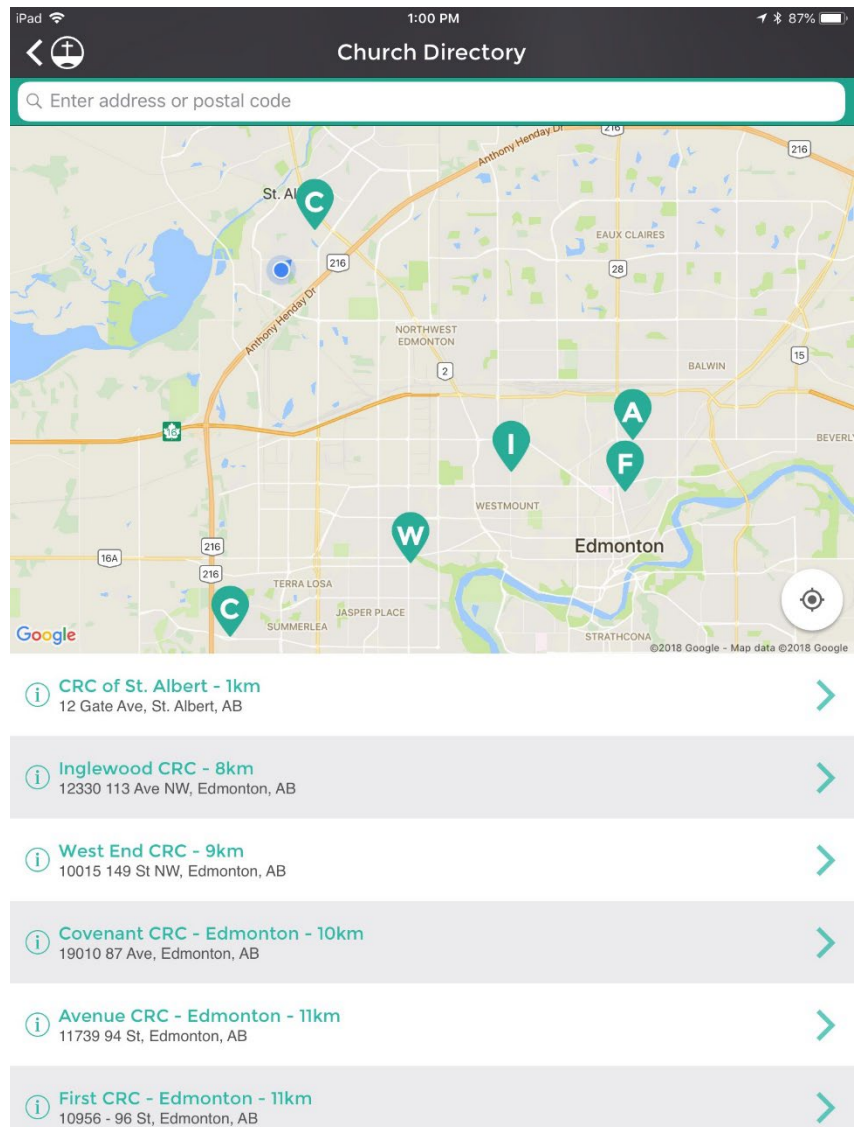 iPad 1:00 PM 87%
Church Directory
Enter address or postal code
Anthony Henday Dr 216
216
St. Al
C
EAUX CLAIRES
216
28
Anthony Henday Dr
NORTHWEST
EDMONTON
2
15
BALWIN
A
16
I
BEVERL
F
WESTMOUNT
W
Edmonton
216
16A
216
TERRA LOSA
C
JASPER PLACE
SUMMERLEA
Google
STRATHCONA
©2018 Google - Map data ©2018 Google
CRC of St. Albert - 1km
12 Gate Ave, St. Albert, AB
Inglewood CRC - 8km
12330 113 Ave NW, Edmonton, AB
West End CRC - 9km
10015 149 St NW, Edmonton, AB
Covenant CRC - Edmonton - 10km
19010 87 Ave, Edmonton, AB
Avenue CRC - Edmonton - 11km
11739 94 St, Edmonton, AB
First CRC - Edmonton - 11km
10956 - 96 St, Edmonton, AB